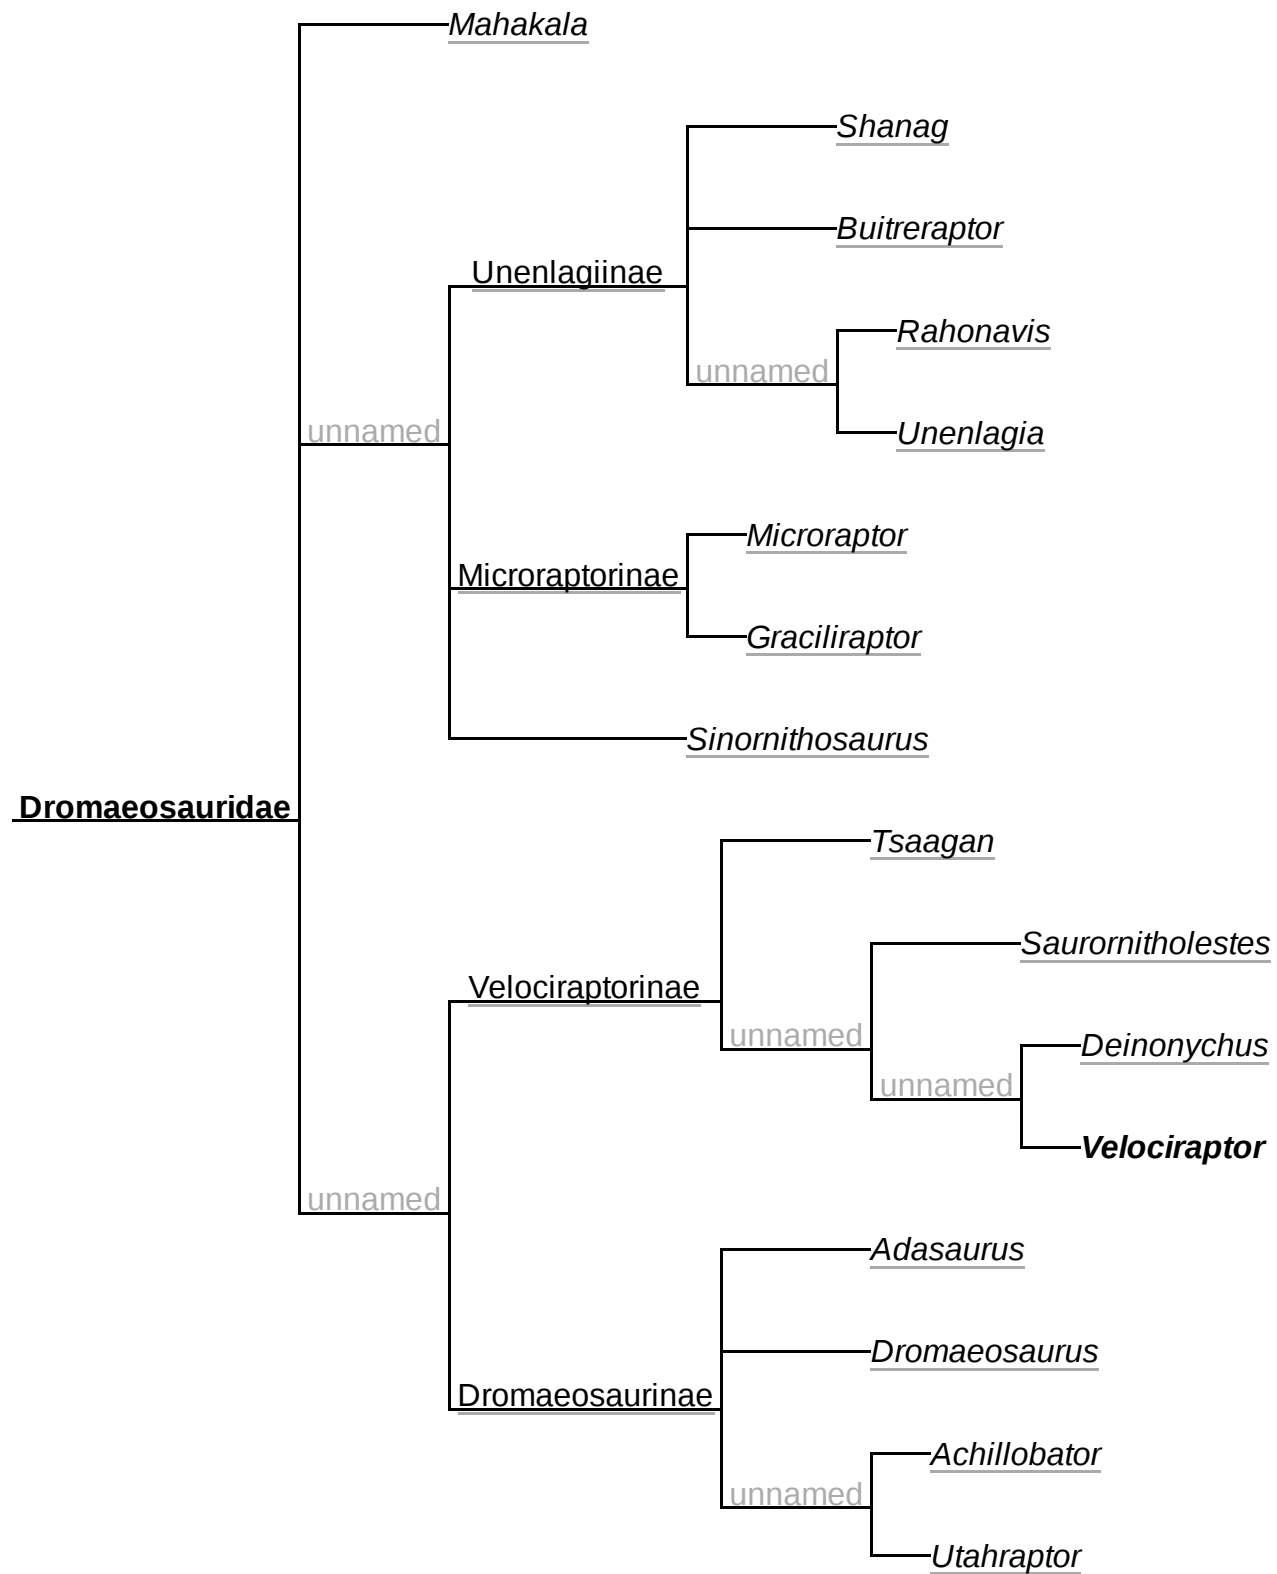 Mahakala
Shanag
Buitreraptor
Unenlagiinae
Rahonavis
unnamed
unnamed
Unenlagia
Microraptor
Microraptorinae
Graciliraptor
Sinornithosaurus
Dromaeosauridae
Tsaagan
Saurornitholestes
Velociraptorinae
unnamed
Deinonychus
unnamed
Velociraptor
unnamed
Adasaurus
Dromaeosaurus
Dromaeosaurinae
Achillobator
unnamed
Utahraptor